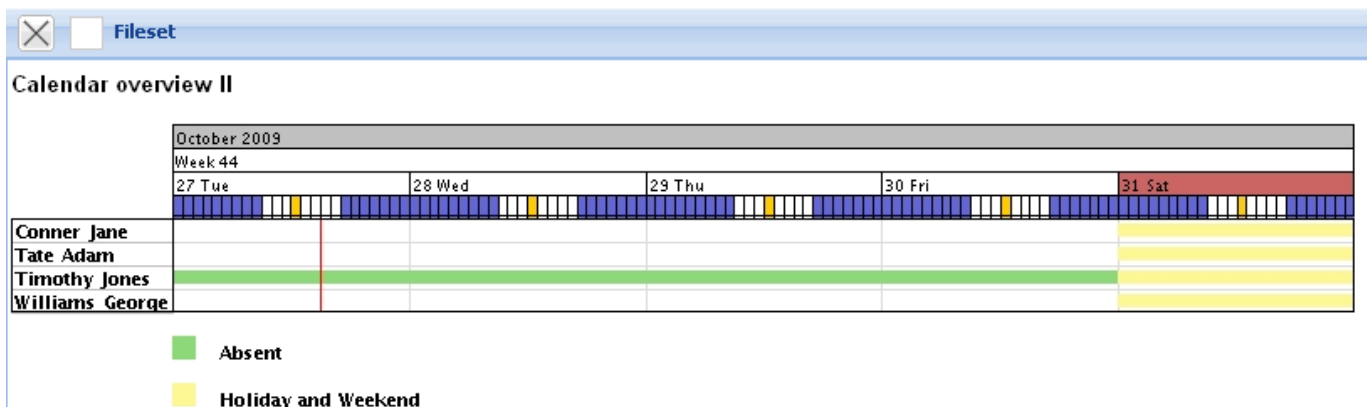 Fileset
Calendar overview II
October 2009
Week 44
27 Tue 28 Wed 29 Thu 30 Fri 31 Sat
Conner Jane
Tate Adam
Timothy Jones
Williams George
Absent
Holiday and Weekend